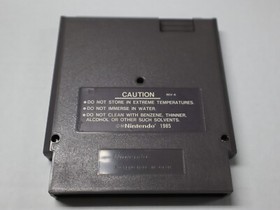 CAUTION REV-A
★DO NOT STORE IN EXTREME TEMPERATURES.
★DO NOT IMMERSE IN WATER.
★DO NOT CLEAN WITH BENZENE, THINNER,
ALCOHOL OR OTHER SUCH SOLVENTS.
©®Nintendo® 1985